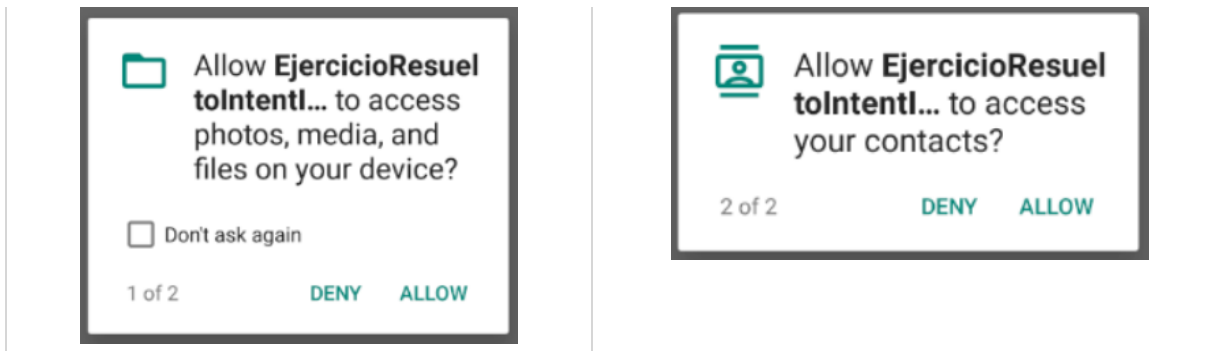 Allow EjercicioResuel
toIntentI... to access
photos, media, and
files on your device?
Don't ask again
1 of 2 DENY ALLOW
Allow EjercicioResuel
toIntentI... to access
your contacts?
2 of 2 DENY ALLOW